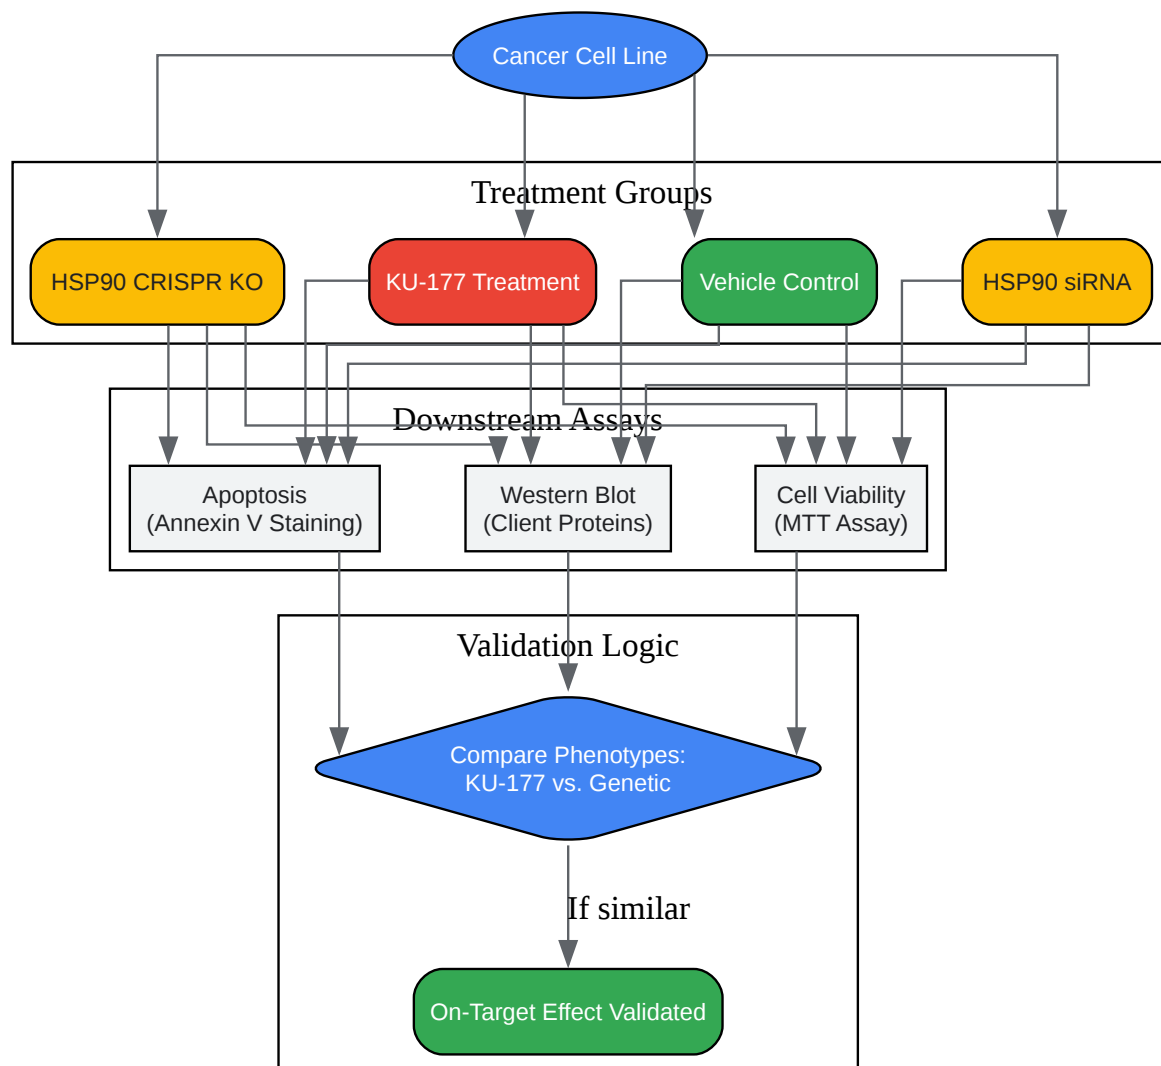 Cancer Cell Line
Treatment Groups
HSP90 CRISPR KO
KU-177 Treatment
Vehicle Control
HSP90 siRNA
Downstream Assays
Apoptosis
(Annexin V Staining)
Western Blot
(Client Proteins)
Cell Viability
(MTT Assay)
Validation Logic
Compare Phenotypes:
KU-177 vs. Genetic
If similar
On-Target Effect Validated